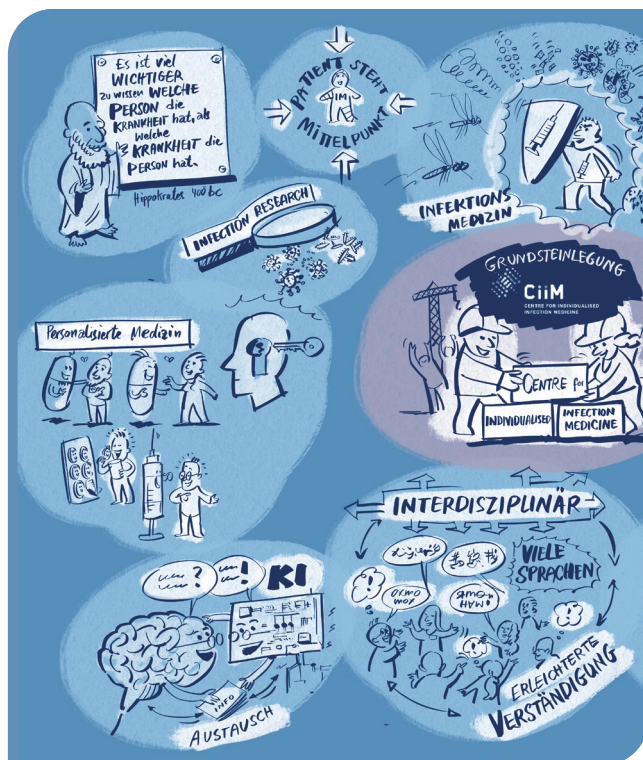 Es ist viel
WICHTIGER
zu wissen WELCHE
PERSON die
KRANKHEIT hat, als
welche
KRANKHEIT die
PERSON hat.
Hippokrates 400 bc
PATIENT STEHT
IM
MITTELPUNKT
INFEKTIONS
MEDIZIN
INFECTION RESEARCH
GRUNDSTEINLEGUNG
CiiM
CENTRE FOR INDIVIDUALISED
INFECTION MEDICINE
CENTRE for
INDIVIDUALISED
INFECTION
MEDICINE
Personalisierte Medizin
INTERDISZIPLINÄR
VIELE
SPRACHEN
ERLEICHTERTE
VERSTÄNDIGUNG
?
!
KI
INFO
AUSTAUSCH